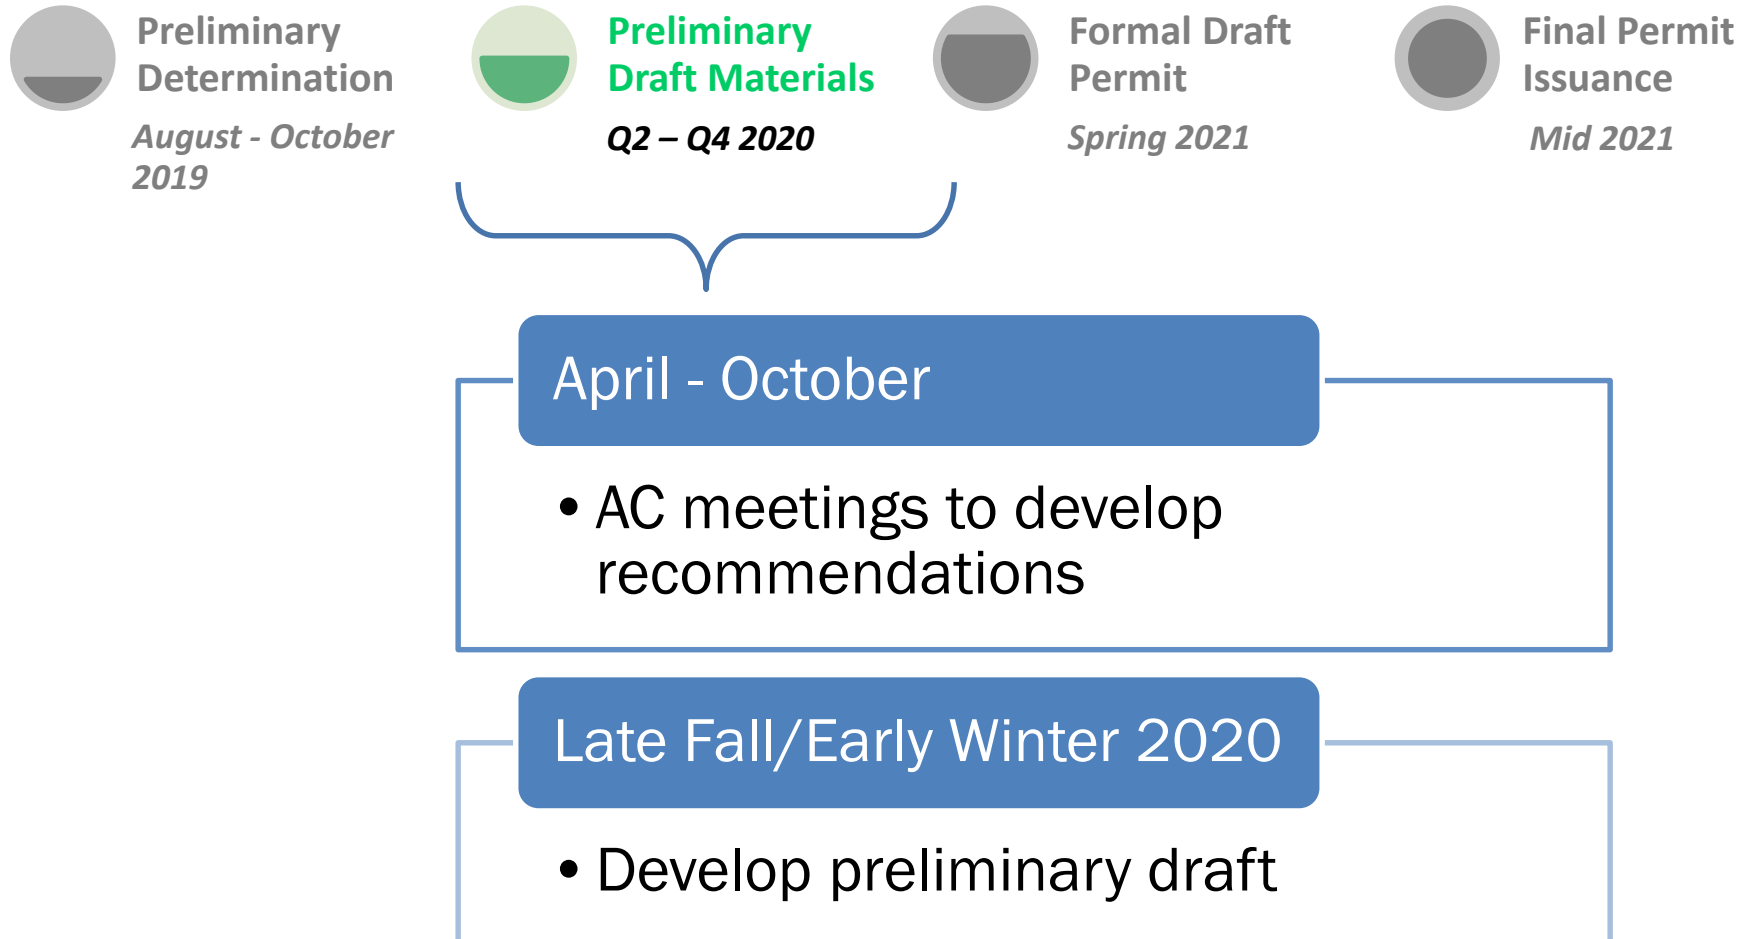 Preliminary
Determination
August - October
2019
Preliminary
Draft Materials
Q2 – Q4 2020
Formal Draft
Permit
Spring 2021
Final Permit
Issuance
Mid 2021
April - October
• AC meetings to develop
recommendations
Late Fall/Early Winter 2020
• Develop preliminary draft